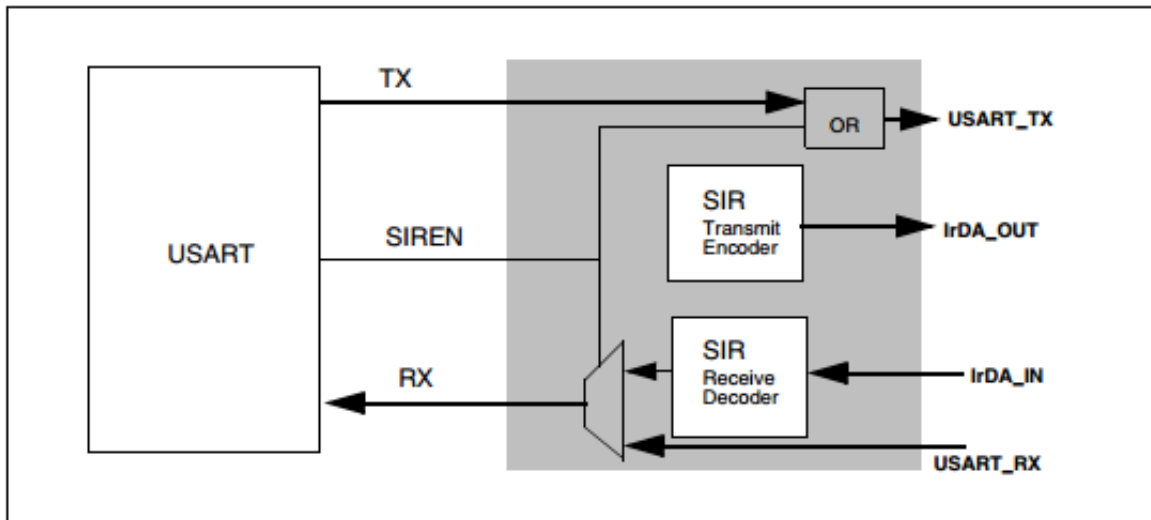 TX
OR
USART_TX
SIR
Transmit
Encoder
IrDA_OUT
SIREN
USART
SIR
Receive
Decoder
IrDA_IN
RX
USART_RX